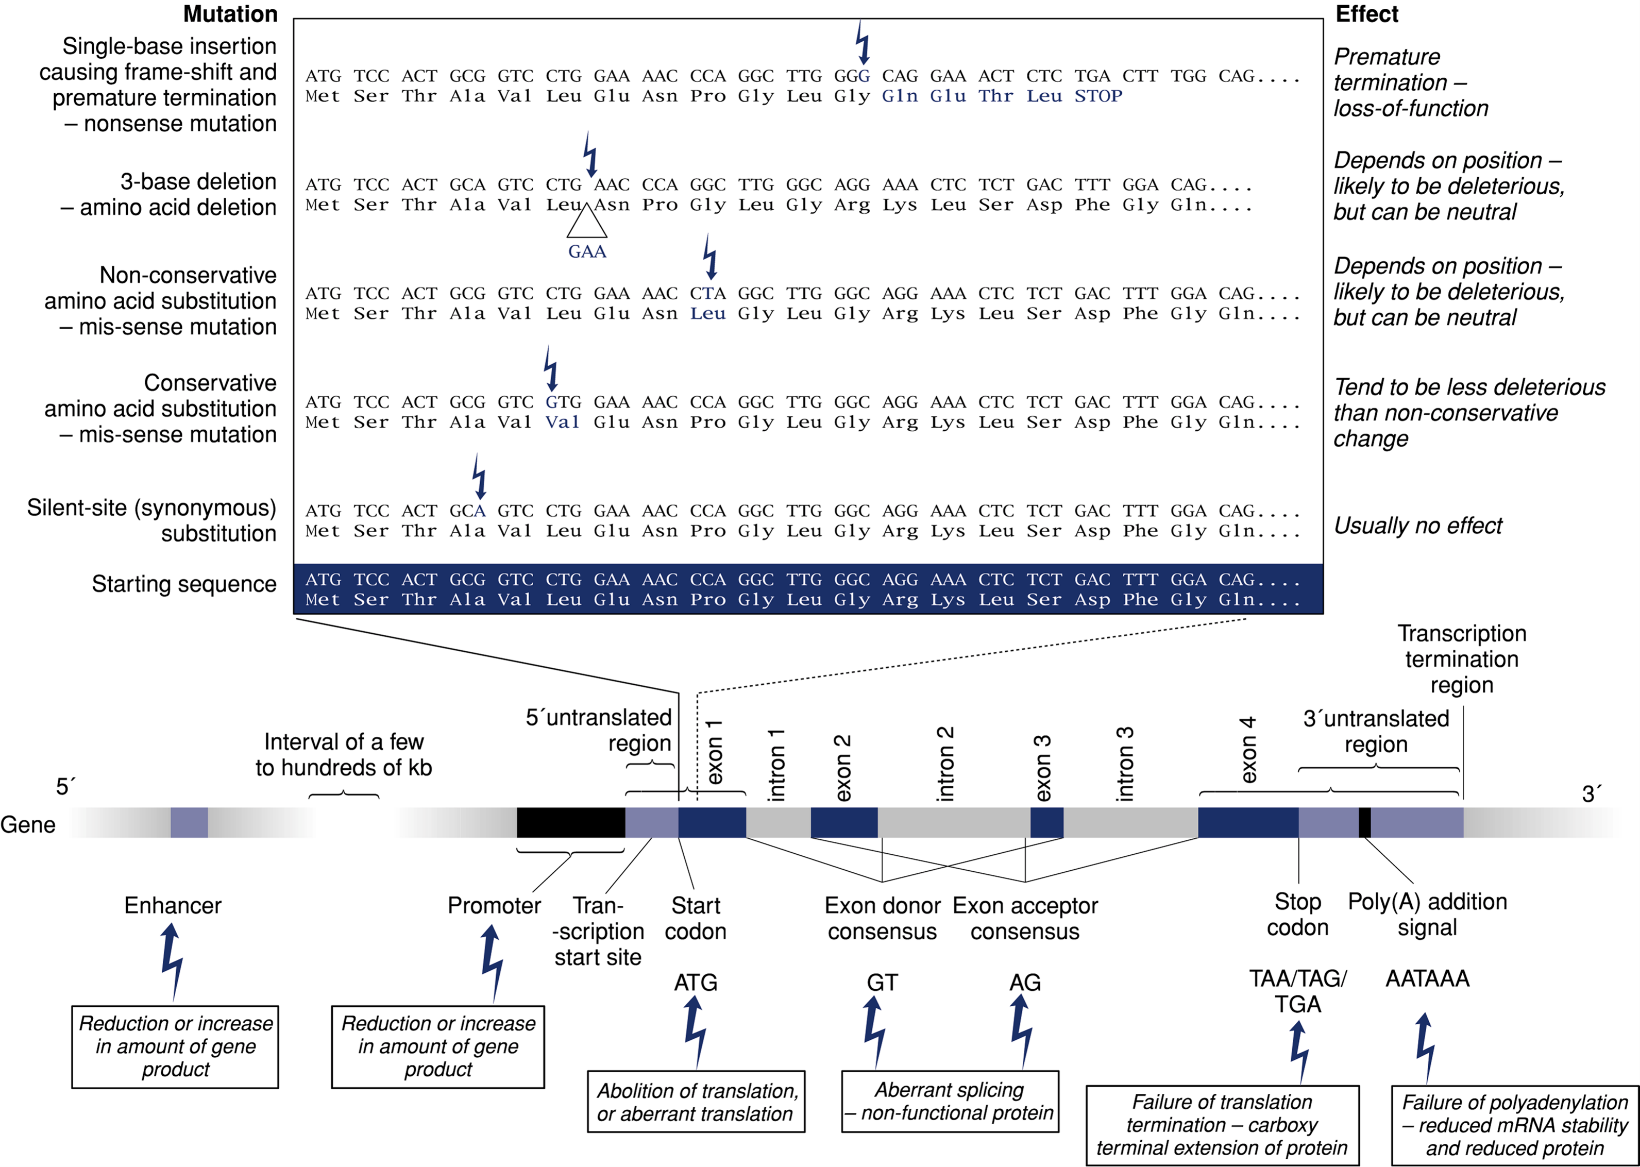 Mutation
Effect
Single-base insertion
causing frame-shift and
premature termination
– nonsense mutation
ATG TCC ACT GCG GTC CTG GAA AAC CCA GGC TTG GGG CAG GAA ACT CTC TGA CTT TGG CAG....
Met Ser Thr Ala Val Leu Glu Asn Pro Gly Leu Gly Gln Glu Thr Leu STOP
Premature
termination –
loss-of-function
3-base deletion
– amino acid deletion
ATG TCC ACT GCA GTC CTG AAC CCA GGC TTG GGC AGG AAA CTC TCT GAC TTT GGA CAG....
Met Ser Thr Ala Val Leu Asn Pro Gly Leu Gly Arg Lys Leu Ser Asp Phe Gly Gln....
GAA
Depends on position –
likely to be deleterious,
but can be neutral
Non-conservative
amino acid substitution
– mis-sense mutation
ATG TCC ACT GCG GTC CTG GAA AAC CTA GGC TTG GGC AGG AAA CTC TCT GAC TTT GGA CAG....
Met Ser Thr Ala Val Leu Glu Asn Leu Gly Leu Gly Arg Lys Leu Ser Asp Phe Gly Gln....
Depends on position –
likely to be deleterious,
but can be neutral
Conservative
amino acid substitution
– mis-sense mutation
ATG TCC ACT GCG GTC GTG GAA AAC CCA GGC TTG GGC AGG AAA CTC TCT GAC TTT GGA CAG....
Met Ser Thr Ala Val Val Glu Asn Pro Gly Leu Gly Arg Lys Leu Ser Asp Phe Gly Gln....
Tend to be less deleterious
than non-conservative
change
Silent-site (synonymous)
substitution
ATG TCC ACT GCA GTC CTG GAA AAC CCA GGC TTG GGC AGG AAA CTC TCT GAC TTT GGA CAG....
Met Ser Thr Ala Val Leu Glu Asn Pro Gly Leu Gly Arg Lys Leu Ser Asp Phe Gly Gln....
Usually no effect
Starting sequence
ATG TCC ACT GCG GTC CTG GAA AAC CCA GGC TTG GGC AGG AAA CTC TCT GAC TTT GGA CAG....
Met Ser Thr Ala Val Leu Glu Asn Pro Gly Leu Gly Arg Lys Leu Ser Asp Phe Gly Gln....
Transcription
termination
region
5´untranslated
region
exon 1
intron 1
exon 2
intron 2
exon 3
intron 3
exon 4
3´untranslated
region
Interval of a few
to hundreds of kb
5´
3´
Gene
Enhancer
Promoter
Tran-
-scription
start site
Start
codon
Exon donor
consensus
Exon acceptor
consensus
Stop
codon
Poly(A) addition
signal
ATG
GT
AG
TAA/TAG/
TGA
AATAAA
Reduction or increase
in amount of gene
product
Reduction or increase
in amount of gene
product
Abolition of translation,
or aberrant translation
Aberrant splicing
– non-functional protein
Failure of translation
termination – carboxy
terminal extension of protein
Failure of polyadenylation
– reduced mRNA stability
and reduced protein